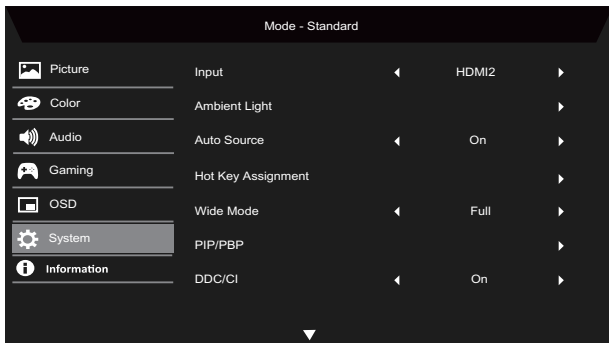 Mode - Standard
Picture
Color
Audio
Gaming
OSD
System
Information
Input HDMI2
Ambient Light
Auto Source On
Hot Key Assignment
Wide Mode Full
PIP/PBP
DDC/CI On